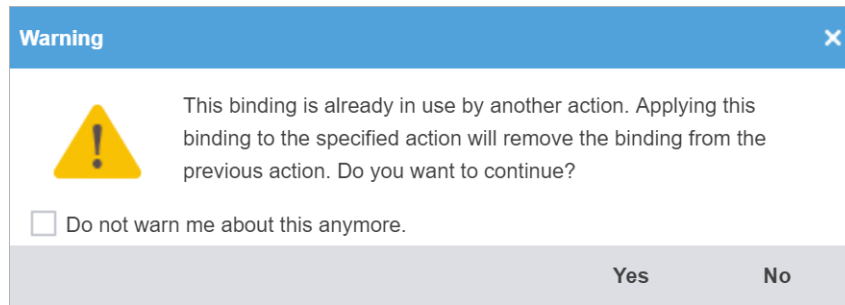 Warning
This binding is already in use by another action. Applying this
binding to the specified action will remove the binding from the
previous action. Do you want to continue?
Do not warn me about this anymore.
Yes No